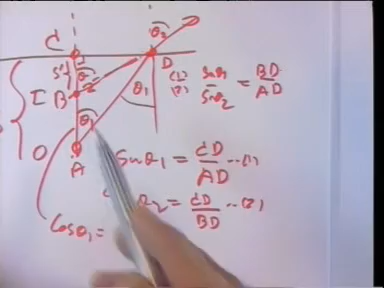 C
θ₂
S'
θ₂
D
I
B
θ₁
θ₁
O
A
(1) sinθ₁ = BD
(2) sinθ₂ AD
Sinθ₁ = CD/AD --(1)
θ₂ = CD/BD --(2)
Cosθ₁ =